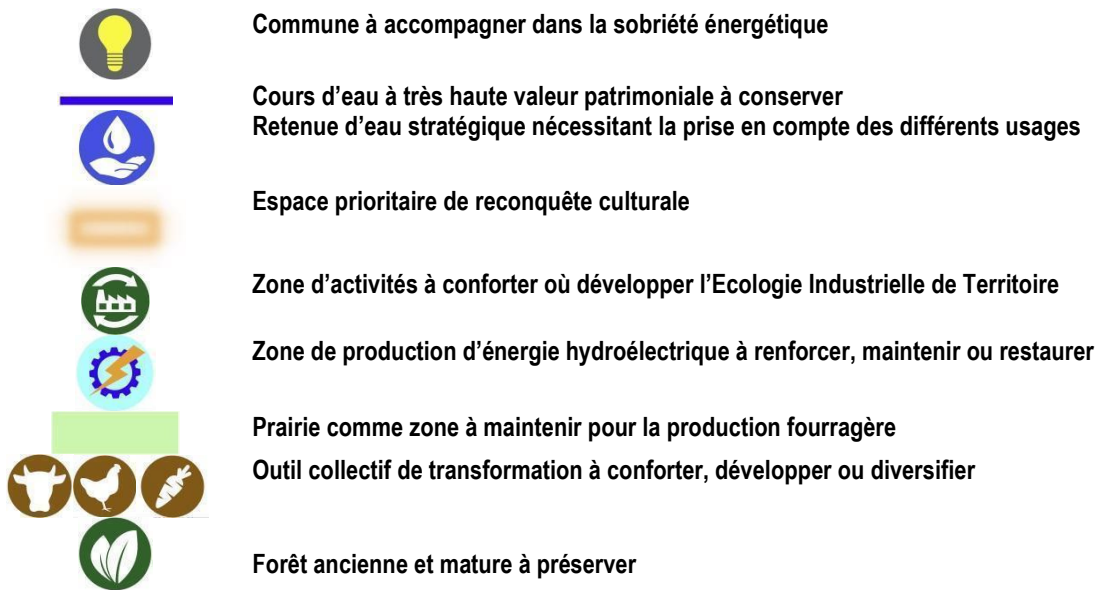 Commune à accompagner dans la sobriété énergétique
Cours d’eau à très haute valeur patrimoniale à conserver
Retenue d’eau stratégique nécessitant la prise en compte des différents usages
Espace prioritaire de reconquête culturale
Zone d’activités à conforter où développer l’Ecologie Industrielle de Territoire
Zone de production d’énergie hydroélectrique à renforcer, maintenir ou restaurer
Prairie comme zone à maintenir pour la production fourragère
Outil collectif de transformation à conforter, développer ou diversifier
Forêt ancienne et mature à préserver